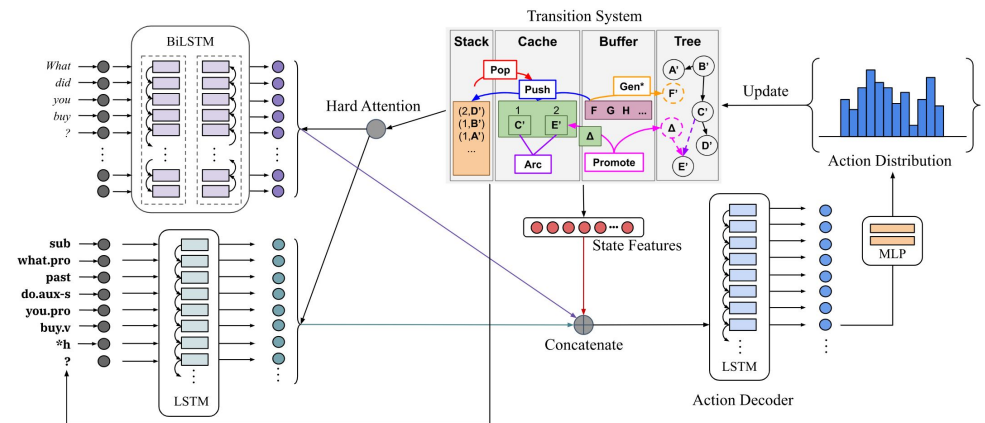 Transition System
BiLSTM
What
did
you
buy
?
Hard Attention
Stack
Cache
Buffer
Tree
Pop
Push
Gen*
(2,D')
(1,B')
(1,A')
...
1
2
C'
E'
F G H ...
Δ
Arc
Promote
A'
B'
F'
C'
Δ
D'
E'
Update
Action Distribution
State Features
MLP
sub
what.pro
past
do.aux-s
you.pro
buy.v
*h
?
LSTM
Concatenate
LSTM
Action Decoder